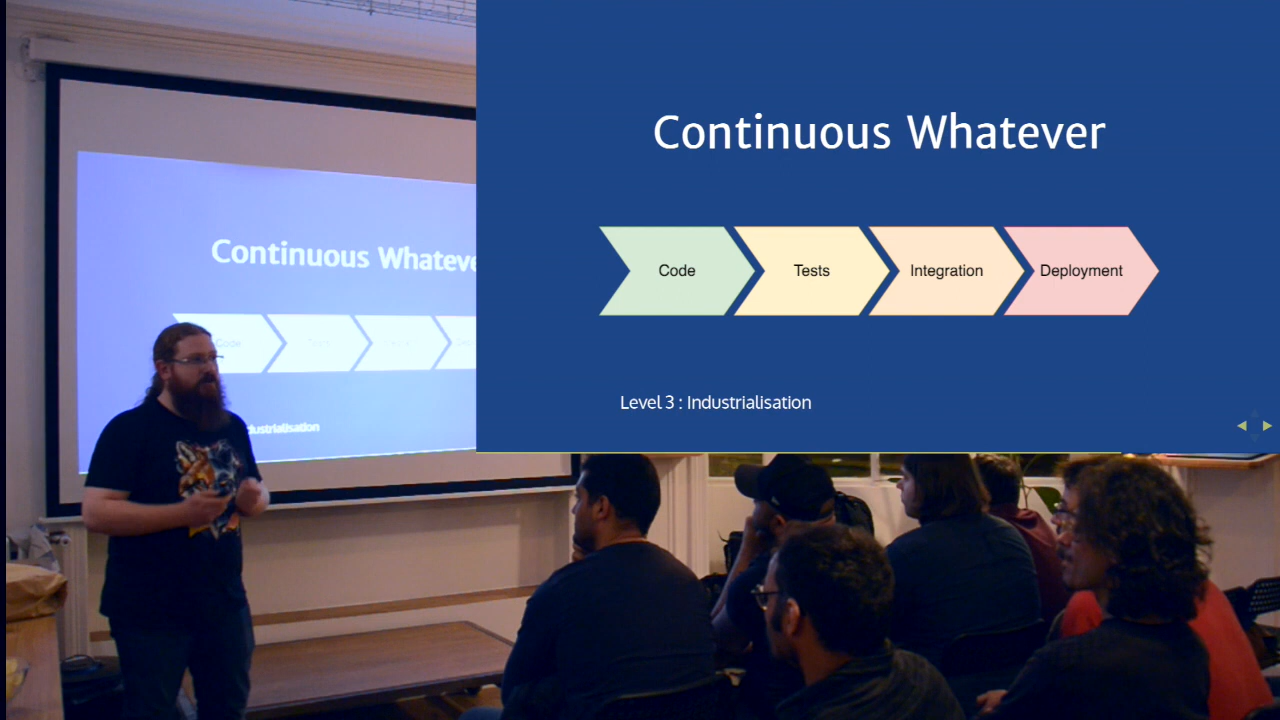 Continuous Whatever
Code
Tests
Integration
Deployment
Level 3 : Industrialisation
Continuous Whateve
Code
dustrialisation